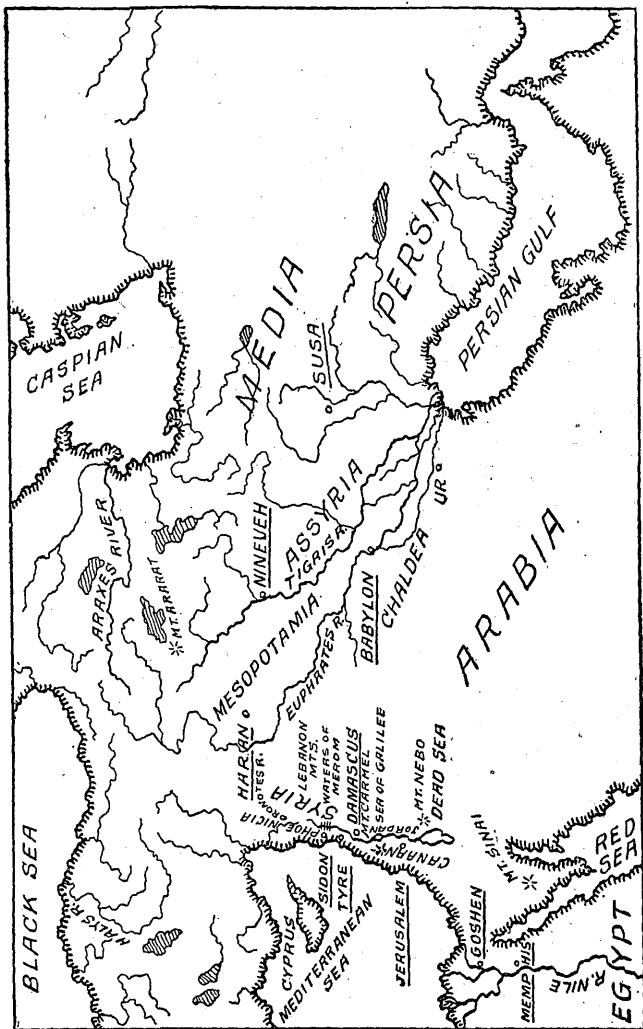 BLACK SEA
CASPIAN
SEA
HALYS R.
ARAXES RIVER
MT. ARARAT
MEDIA
NINEVEH
ASSYRIA
TIGRIS R.
MESOPOTAMIA
HARAN
EUPHRATES R.
SUSA
PERSIA
BABYLON
CHALDEA
UR
PERSIAN GULF
ARABIA
CYPRUS
MEDITERRANEAN
SEA
PHOENICIA
ORONTES R.
SYRIA
LEBANON
MTS.
WATERS OF
MEROM
SIDON
TYRE
DAMASCUS
MT. CARMEL
SEA OF GALILEE
JORDAN
MT. NEBO
DEAD SEA
JERUSALEM
GOSHEN
MEMPHIS
MT. SINAI
RED
SEA
R. NILE
EGYPT